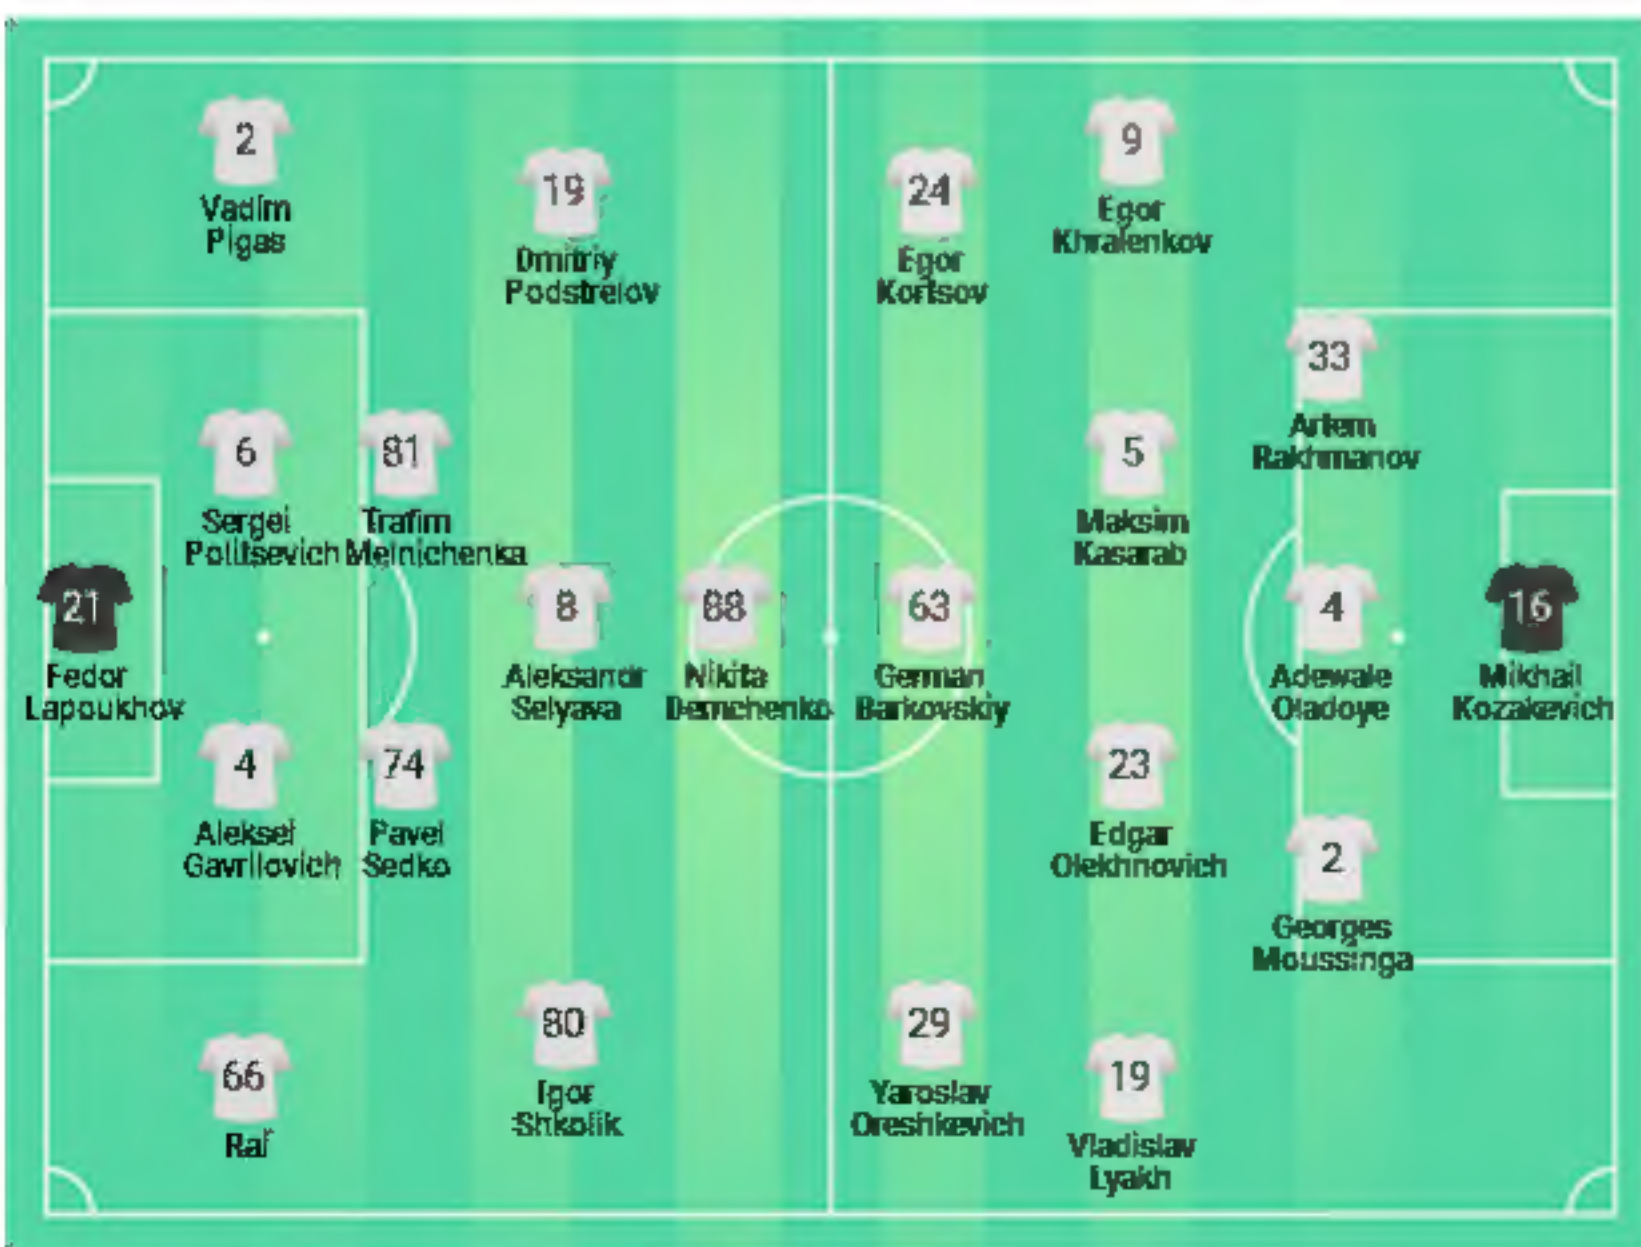 2
Vadim
Pigas
19
Dmitriy
Podstrelov
24
Egor
Kortsov
9
Egor
Khralenkov
33
Artem
Rakhmanov
6
Sergei
Politsevich
81
Trafim
Melnichenka
5
Maksim
Kasarab
21
Fedor
Lapoukhov
8
Aleksandr
Selyava
88
Nikita
Demchenko
63
German
Barkovskiy
4
Adewale
Oladoye
16
Mikhail
Kozakevich
4
Aleksei
Gavrilovich
74
Pavel
Sedko
23
Edgar
Olekhnovich
2
Georges
Moussinga
66
Raí
80
Igor
Shkolik
29
Yaroslav
Oreshkevich
19
Vladislav
Lyakh